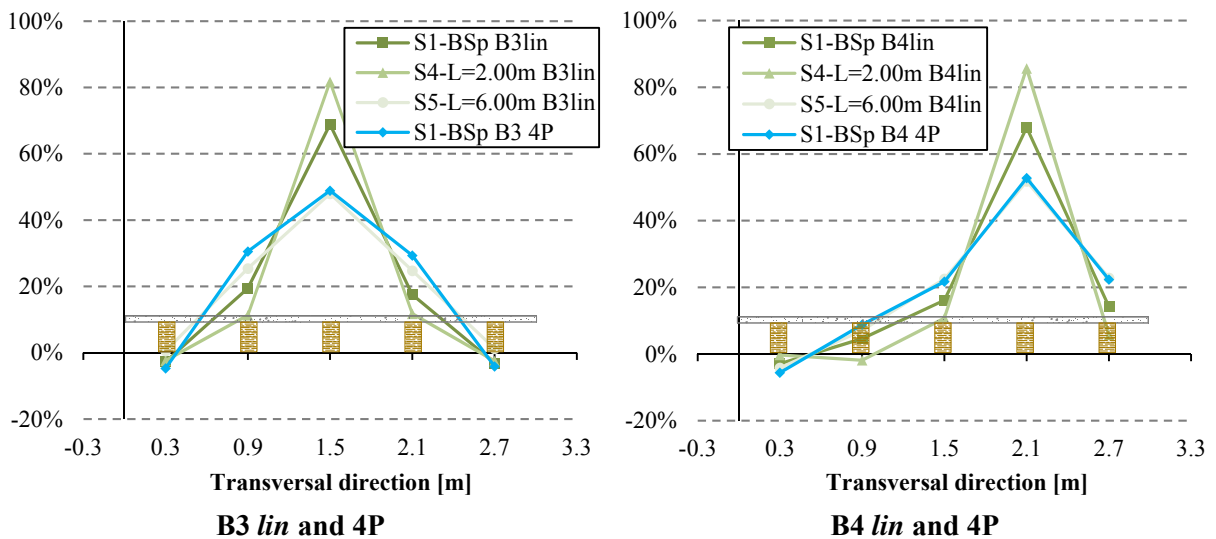 100%
80%
60%
40%
20%
0%
-20%
-0.3 0.3 0.9 1.5 2.1 2.7 3.3
Transversal direction [m]
S1-BSp B3lin
S4-L=2.00m B3lin
S5-L=6.00m B3lin
S1-BSp B3 4P
B3 lin and 4P
100%
80%
60%
40%
20%
0%
-20%
-0.3 0.3 0.9 1.5 2.1 2.7 3.3
Transversal direction [m]
S1-BSp B4lin
S4-L=2.00m B4lin
S5-L=6.00m B4lin
S1-BSp B4 4P
B4 lin and 4P